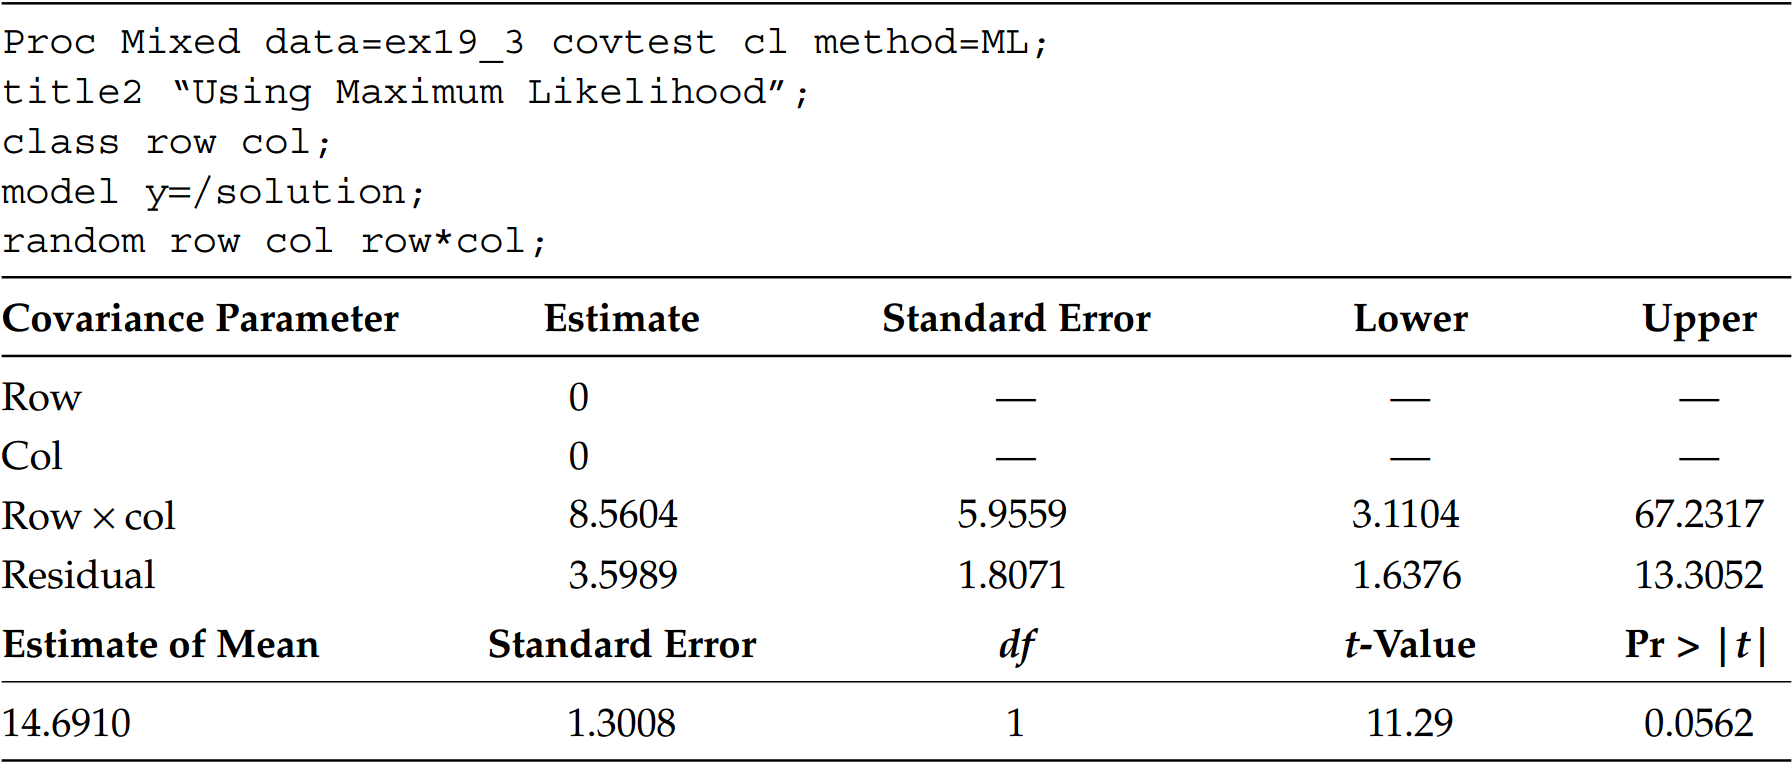 Proc Mixed data=ex19_3 covtest cl method=ML;
title2 “Using Maximum Likelihood”;
class row col;
model y=/solution;
random row col row*col;
Covariance Parameter Estimate Standard Error Lower Upper
Row 0 — — —
Col 0 — — —
Row × col 8.5604 5.9559 3.1104 67.2317
Residual 3.5989 1.8071 1.6376 13.3052
Estimate of Mean Standard Error df t-Value Pr > |t|
14.6910 1.3008 1 11.29 0.0562